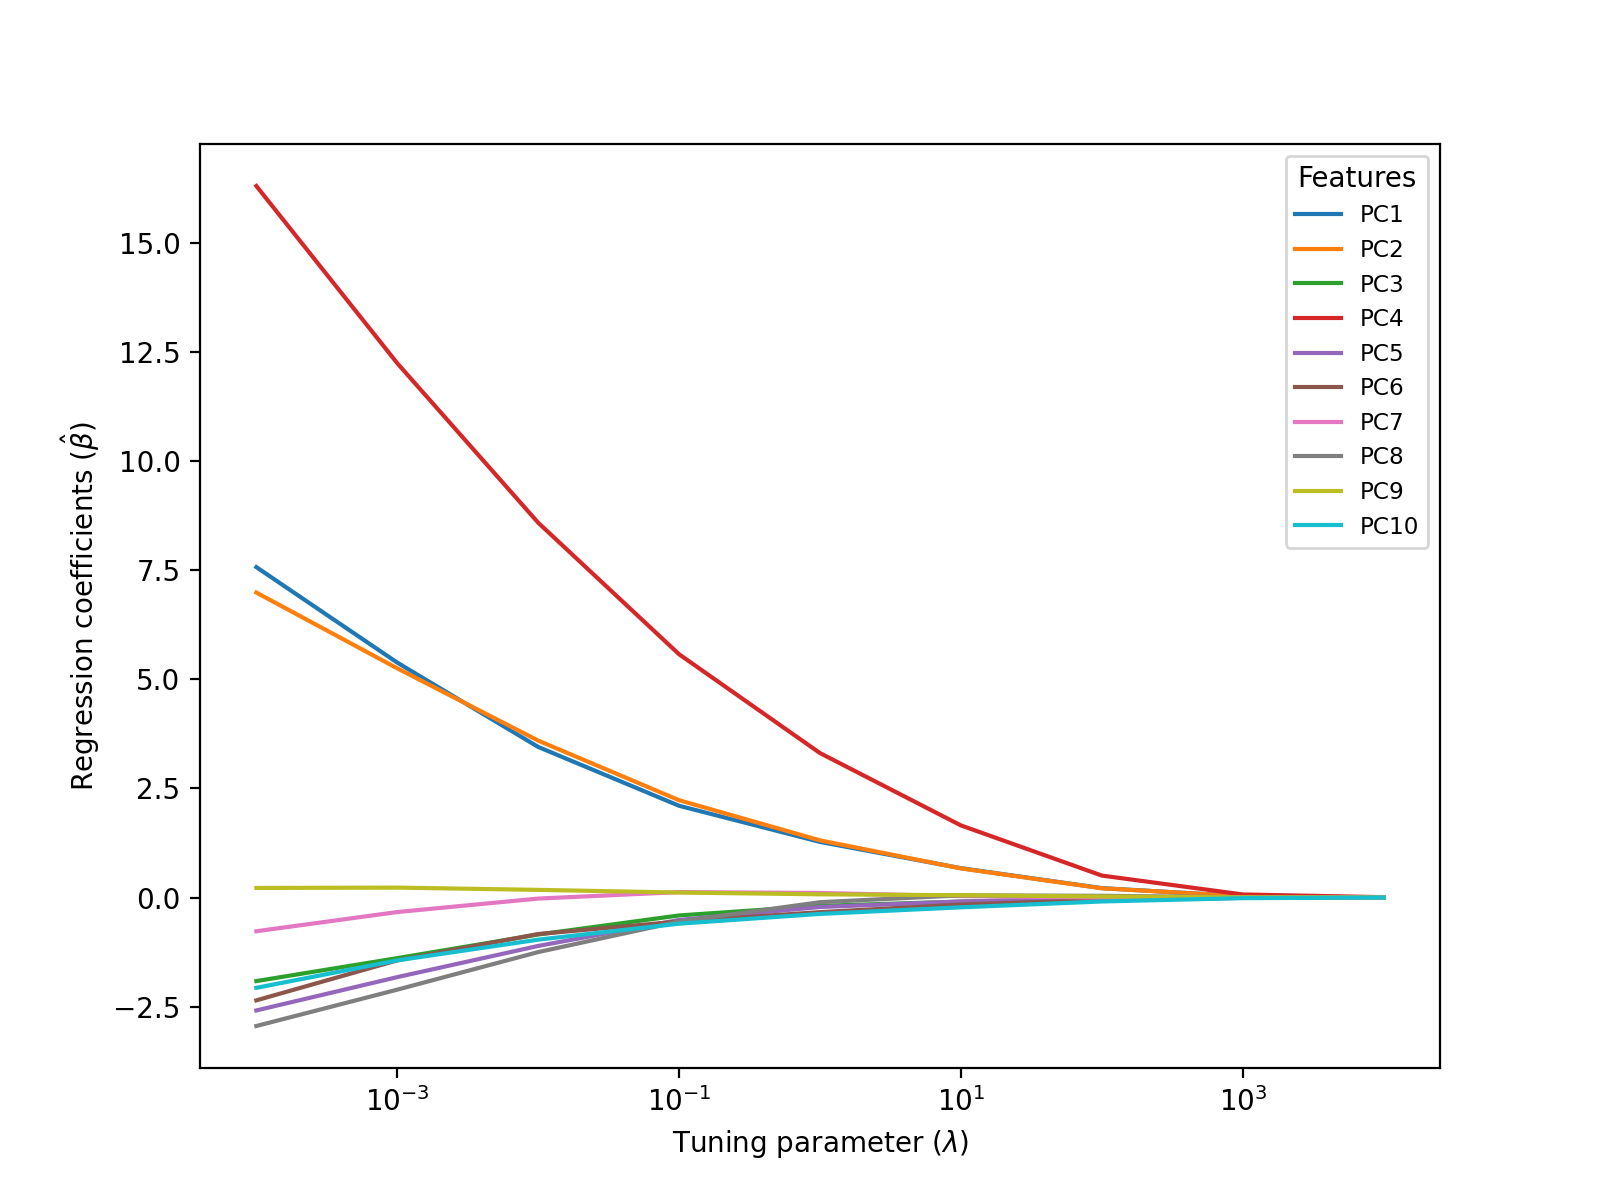 Features
PC1
PC2
PC3
PC4
PC5
PC6
PC7
PC8
PC9
PC10
15.0
12.5
10.0
7.5
5.0
2.5
0.0
−2.5
Regression coefficients (β̂)
10⁻³ 10⁻¹ 10¹ 10³
Tuning parameter (λ)